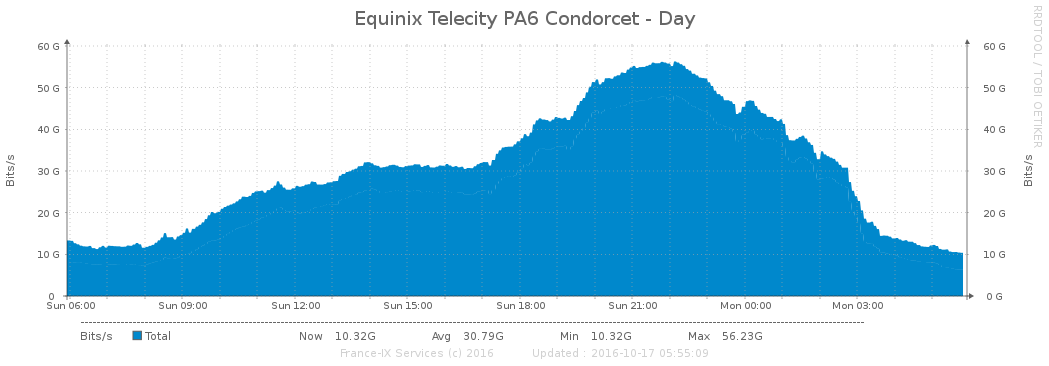 Equinix Telecity PA6 Condorcet - Day
RRDTOOL / TOBI OETIKER
Bits/s
60 G
50 G
40 G
30 G
20 G
10 G
0
60 G
50 G
40 G
30 G
20 G
10 G
0 G
Bits/s
Sun 06:00 Sun 09:00 Sun 12:00 Sun 15:00 Sun 18:00 Sun 21:00 Mon 00:00 Mon 03:00
Bits/s Total Now 10.32G Avg 30.79G Min 10.32G Max 56.23G
France-IX Services (c) 2016 Updated : 2016-10-17 05:55:09